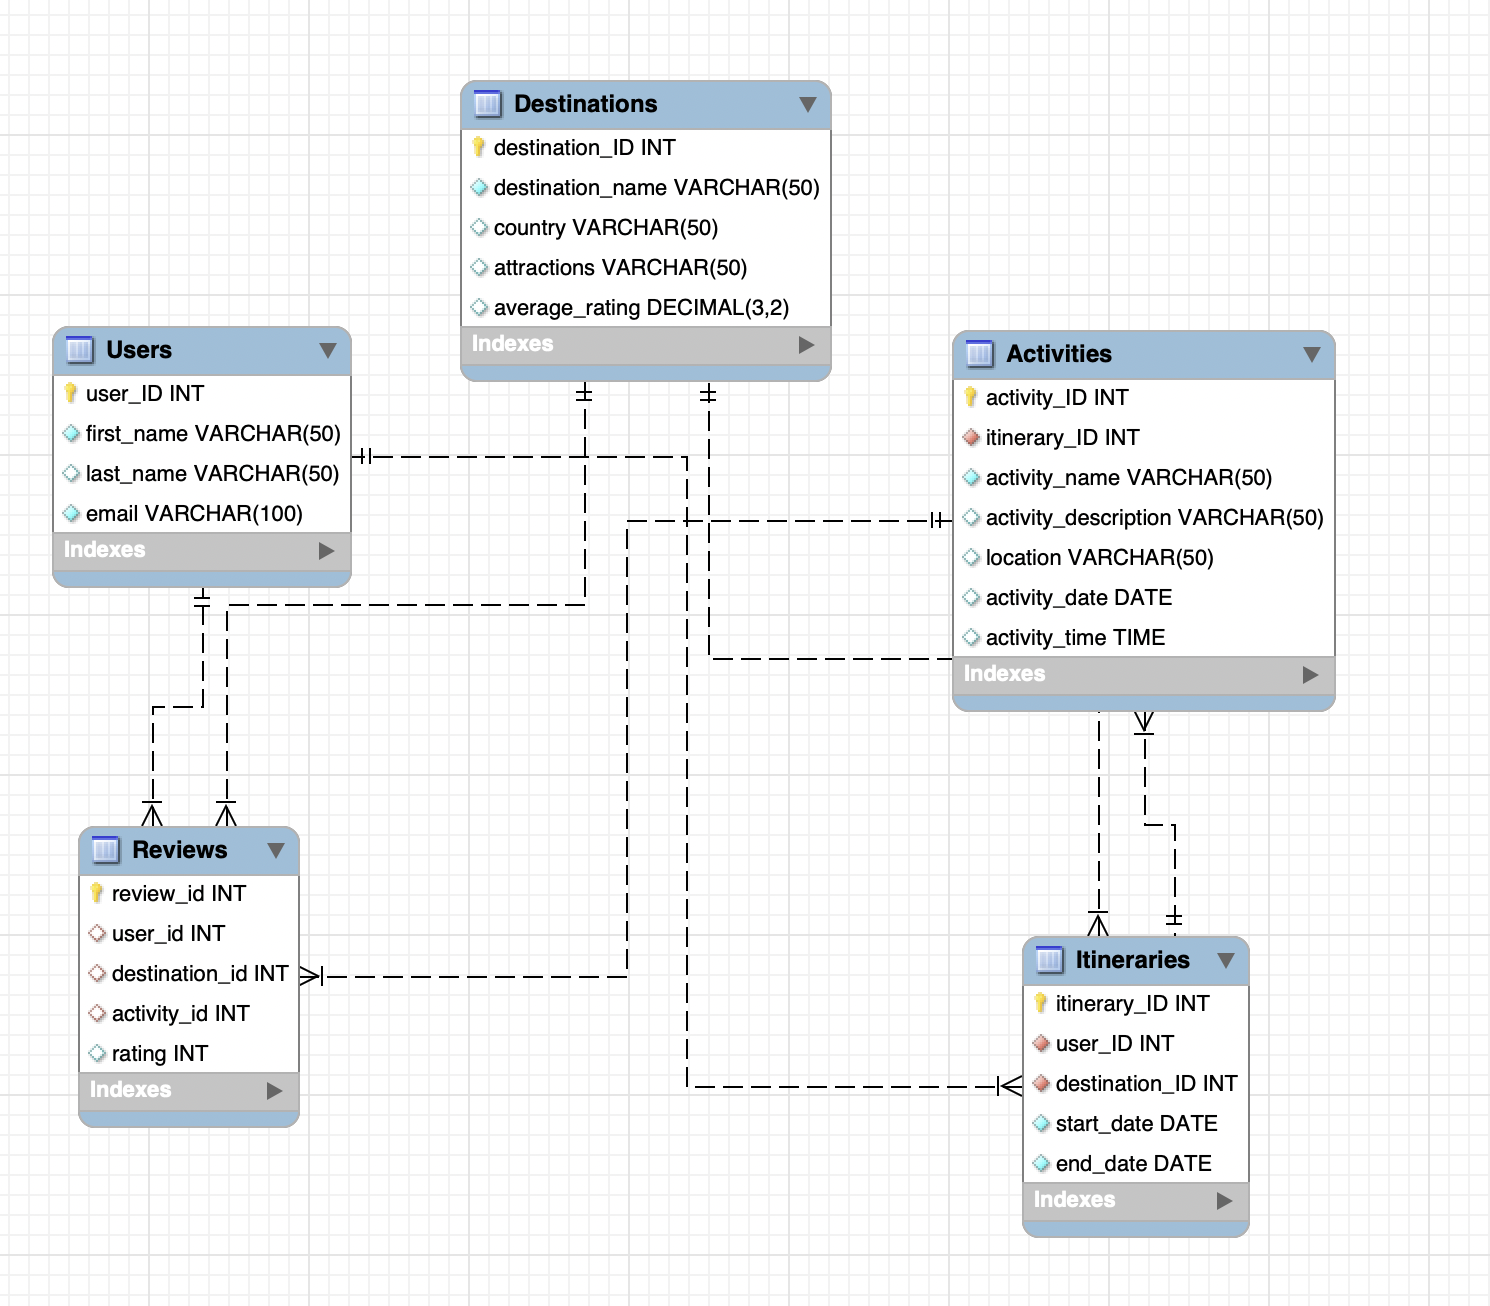 Destinations
destination_ID INT
destination_name VARCHAR(50)
country VARCHAR(50)
attractions VARCHAR(50)
average_rating DECIMAL(3,2)
Indexes
Users
user_ID INT
first_name VARCHAR(50)
last_name VARCHAR(50)
email VARCHAR(100)
Indexes
Activities
activity_ID INT
itinerary_ID INT
activity_name VARCHAR(50)
activity_description VARCHAR(50)
location VARCHAR(50)
activity_date DATE
activity_time TIME
Indexes
Reviews
review_id INT
user_id INT
destination_id INT
activity_id INT
rating INT
Indexes
Itineraries
itinerary_ID INT
user_ID INT
destination_ID INT
start_date DATE
end_date DATE
Indexes